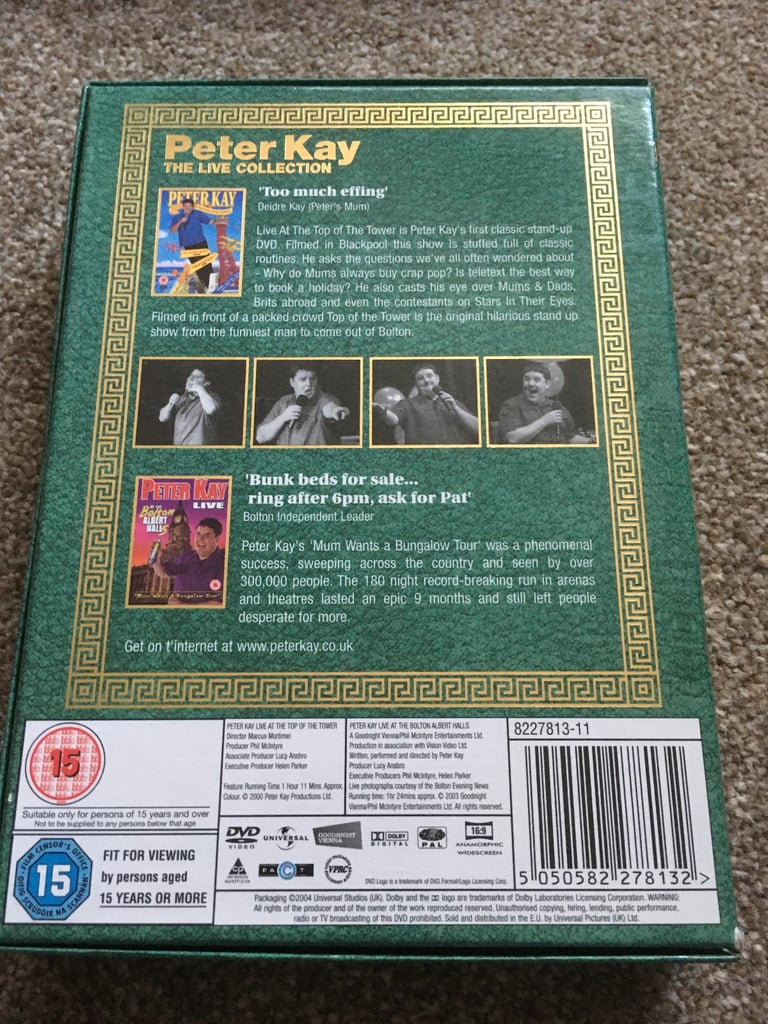 Peter Kay
THE LIVE COLLECTION
PETER KAY
'Too much effing'
Deidre Kay (Peter's Mum)
Live At The Top of The Tower is Peter Kay's first classic stand-up
DVD. Filmed in Blackpool this show is stuffed full of classic
routines. He asks the questions we've all often wondered about
- Why do Mums always buy crap pop? Is teletext the best way
to book a holiday? He also casts his eye over Mums & Dads,
Brits abroad and even the contestants on Stars In Their Eyes.
Filmed in front of a packed crowd Top of the Tower is the original hilarious stand up
show from the funniest man to come out of Bolton.
PETER KAY
LIVE
AT THE
Bolton
ALBERT
HALLS
"Mum Wants A Bungalow Tour"
'Bunk beds for sale...
ring after 6pm, ask for Pat'
Bolton Independent Leader
Peter Kay's 'Mum Wants a Bungalow Tour' was a phenomenal
success, sweeping across the country and seen by over
300,000 people. The 180 night record-breaking run in arenas
and theatres lasted an epic 9 months and still left people
desperate for more.
Get on t'internet at www.peterkay.co.uk
15
Suitable only for persons of 15 years and over
Not to be supplied to any persons below that age
FILM CENSOR'S OFFICE
15
OIFIG SCRÚDÓIR NA SCANNÁN
FIT FOR VIEWING
by persons aged
15 YEARS OR MORE
PETER KAY LIVE AT THE TOP OF THE TOWER
Director Marcus Mortimer
Producer Phil McIntyre
Associate Producer Lucy Ansbro
Executive Producer Helen Parker
Feature Running Time 1 Hour 11 Mins. Approx.
Colour. © 2000 Peter Kay Productions Ltd.
PETER KAY LIVE AT THE BOLTON ALBERT HALLS
A Goodnight Vienna/Phil McIntyre Entertainments Ltd
Production in association with Vision Video Ltd.
Written, performed and directed by Peter Kay
Producer Lucy Ansbro
Executive Producers Phil McIntyre, Helen Parker
Live photographs courtesy of the Bolton Evening News
Running time: 1hr 24mins approx. © 2003 Goodnight
Vienna/Phil McIntyre Entertainments Ltd. All rights reserved.
8227813-11
DVD
VIDEO
UNIVERSAL
GOODNIGHT
VIENNA
DOLBY
DIGITAL
PAL
16:9
ANAMORPHIC
WIDESCREEN
FACT
VPRC
DVD Logo is a trademark of DVD Format/Logo Licensing Corp.
5 050582 278132 >
Packaging ©2004 Universal Studios (UK). Dolby and the logo are trademarks of Dolby Laboratories Licensing Corporation. WARNING:
All rights of the producer and of the owner of the work reproduced reserved. Unauthorised copying, hiring, lending, public performance,
radio or TV broadcasting of this DVD prohibited. Sold and distributed in the E.U. by Universal Pictures (UK) Ltd.